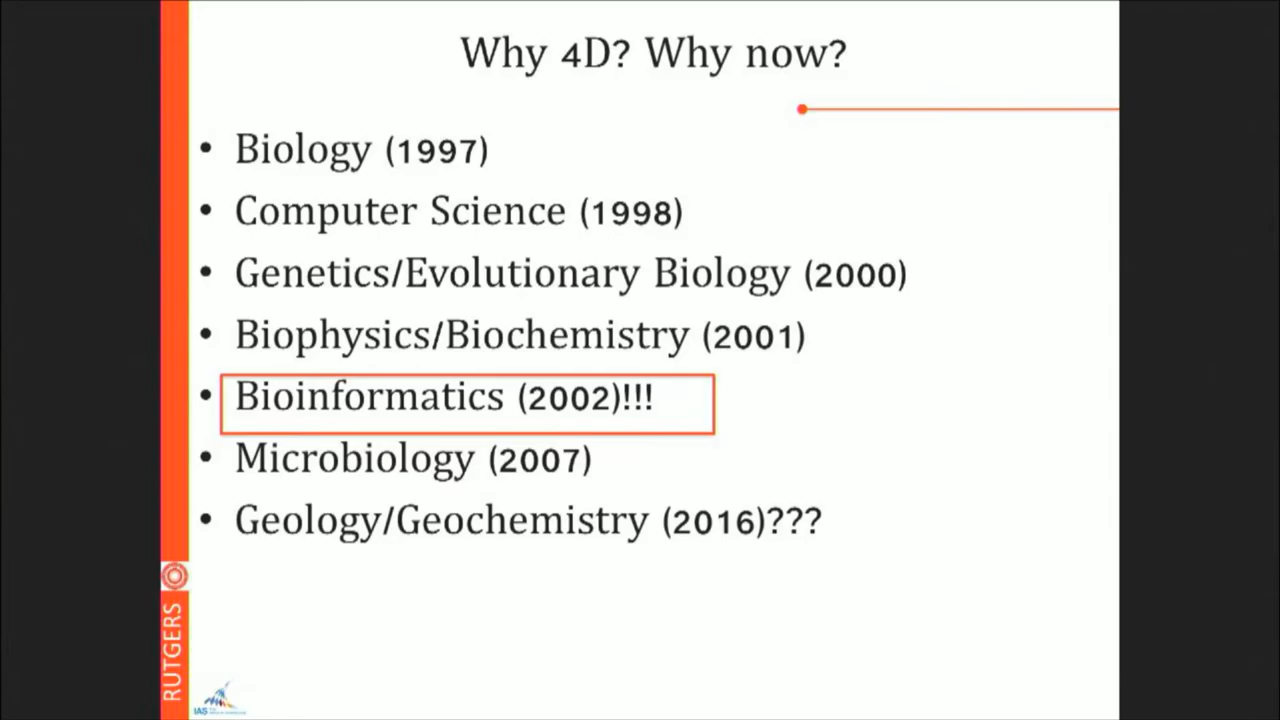 Why 4D? Why now?
• Biology (1997)
• Computer Science (1998)
• Genetics/Evolutionary Biology (2000)
• Biophysics/Biochemistry (2001)
• Bioinformatics (2002)!!!
• Microbiology (2007)
• Geology/Geochemistry (2016)???
RUTGERS
IAS